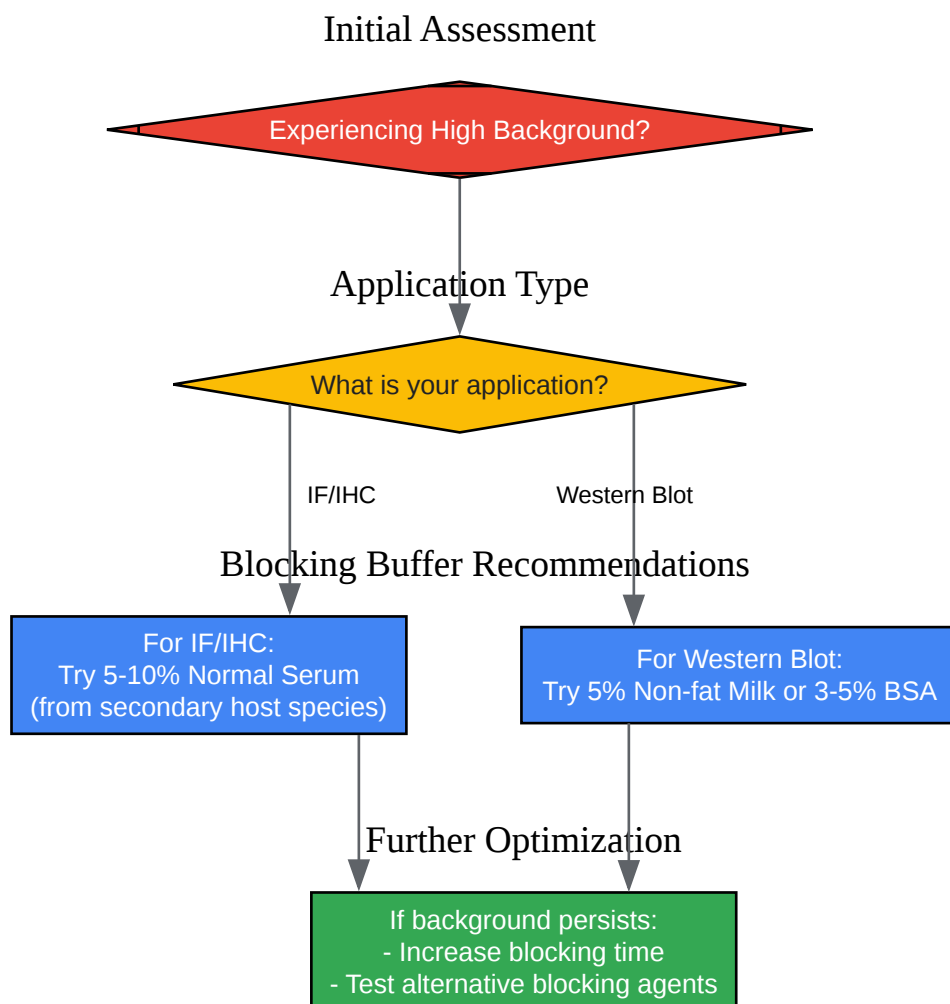 Initial Assessment
Experiencing High Background?
Application Type
What is your application?
IF/IHC
Western Blot
Blocking Buffer Recommendations
For IF/IHC:
Try 5-10% Normal Serum
(from secondary host species)
For Western Blot:
Try 5% Non-fat Milk or 3-5% BSA
Further Optimization
If background persists:
- Increase blocking time
- Test alternative blocking agents